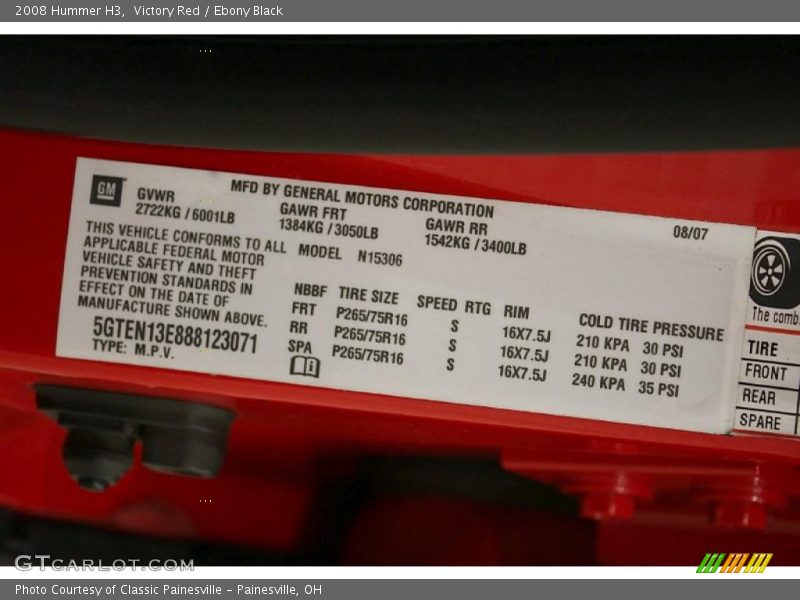 2008 Hummer H3,  Victory Red / Ebony Black
GM
MFD BY GENERAL MOTORS CORPORATION
GVWR GAWR FRT GAWR RR 08/07
2722KG / 6001LB 1384KG / 3050LB 1542KG / 3400LB
THIS VEHICLE CONFORMS TO ALL
APPLICABLE FEDERAL MOTOR
VEHICLE SAFETY AND THEFT
PREVENTION STANDARDS IN
EFFECT ON THE DATE OF
MANUFACTURE SHOWN ABOVE.
5GTEN13E888123071
TYPE: M.P.V.
MODEL N15306
NBBF TIRE SIZE SPEED RTG RIM COLD TIRE PRESSURE
FRT P265/75R16 S 16X7.5J 210 KPA 30 PSI
RR P265/75R16 S 16X7.5J 210 KPA 30 PSI
SPA P265/75R16 S 16X7.5J 240 KPA 35 PSI
The comb
TIRE
FRONT
REAR
SPARE
GTCARLOT.COM
Photo Courtesy of Classic Painesville - Painesville, OH